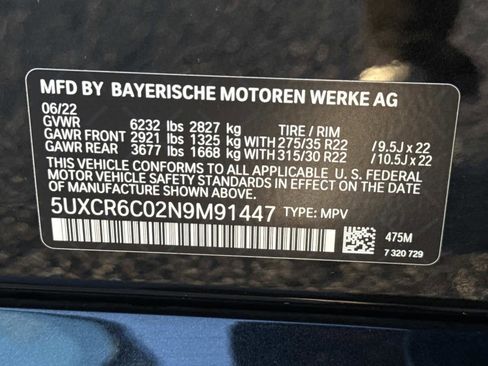 MFD BY BAYERISCHE MOTOREN WERKE AG
06/22
GVWR 6232 lbs 2827 kg TIRE / RIM
GAWR FRONT 2921 lbs 1325 kg WITH 275/35 R22 / 9.5J x 22
GAWR REAR 3677 lbs 1668 kg WITH 315/30 R22 / 10.5J x 22
THIS VEHICLE CONFORMS TO ALL APPLICABLE U. S. FEDERAL
MOTOR VEHICLE SAFETY STANDARDS IN EFFECT ON THE
DATE OF MANUFACTURE SHOWN ABOVE.
5UXCR6C02N9M91447 TYPE: MPV
475M
7 320 729